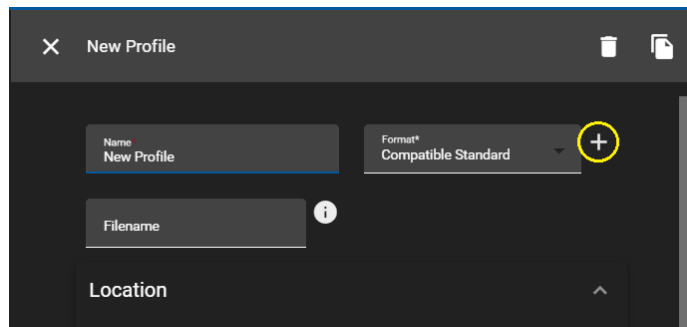 New Profile
Name*
New Profile
Format*
Compatible Standard
Filename
Location